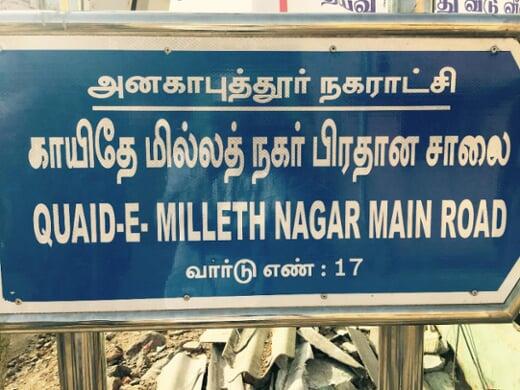 அனகாபுத்தூர் நகராட்சி
காயிதே மில்லத் நகர் பிரதான சாலை
QUAID-E- MILLETH NAGAR MAIN ROAD
வார்டு எண் : 17